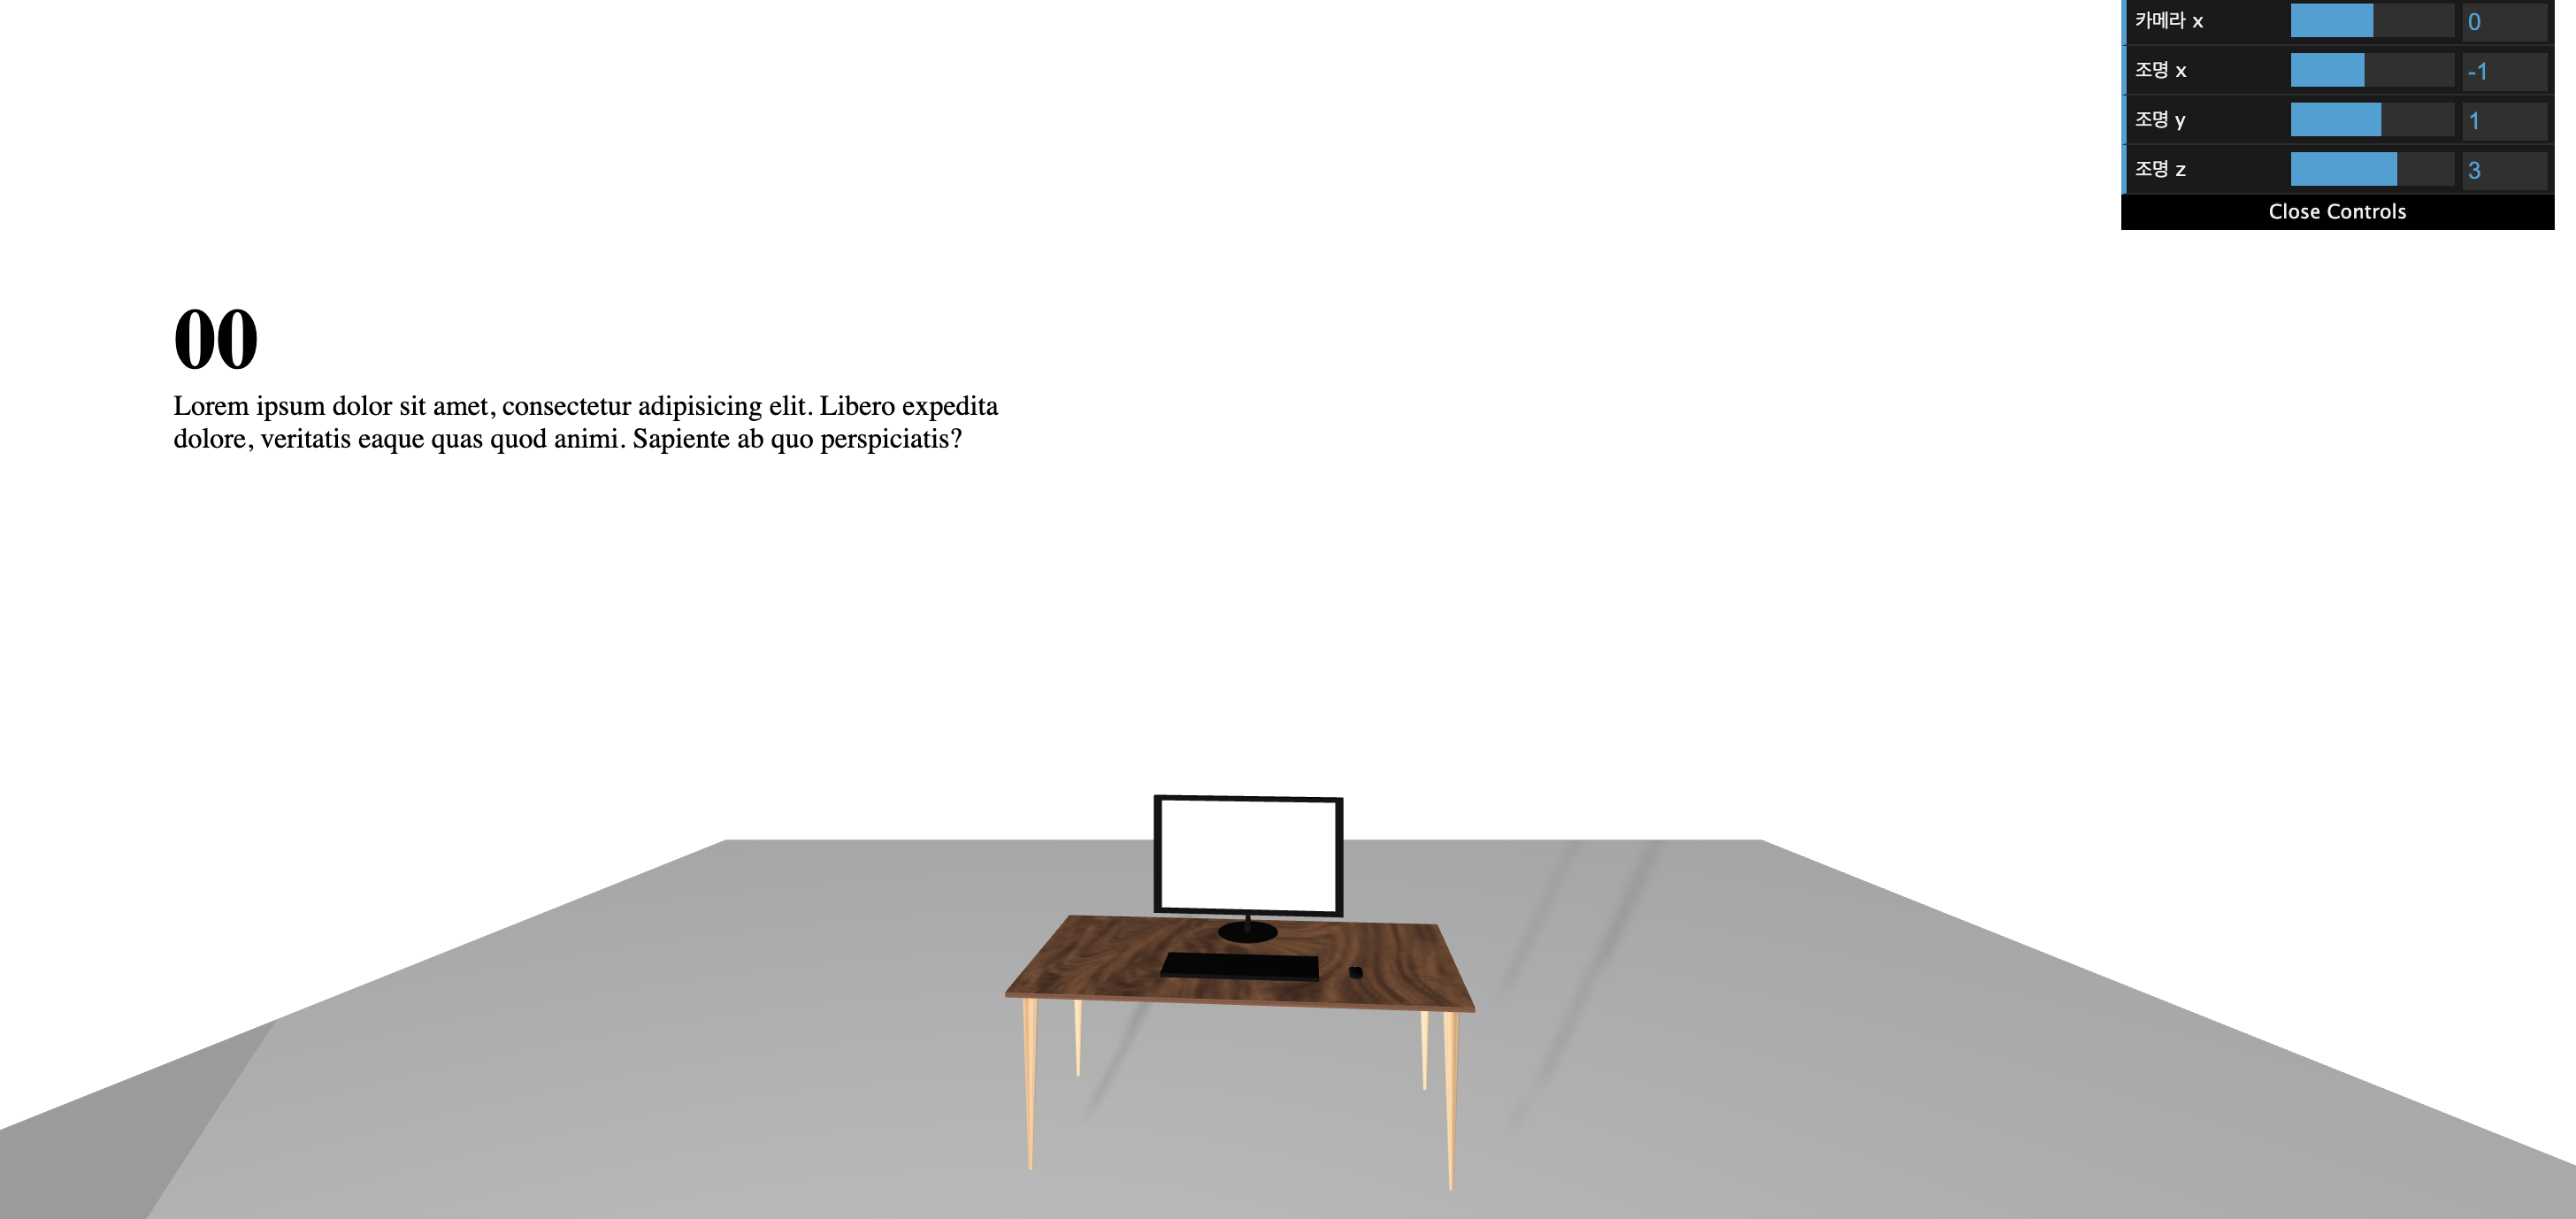 카메라 x 0
조명 x -1
조명 y 1
조명 z 3
Close Controls
00
Lorem ipsum dolor sit amet, consectetur adipisicing elit. Libero expedita
dolore, veritatis eaque quas quod animi. Sapiente ab quo perspiciatis?